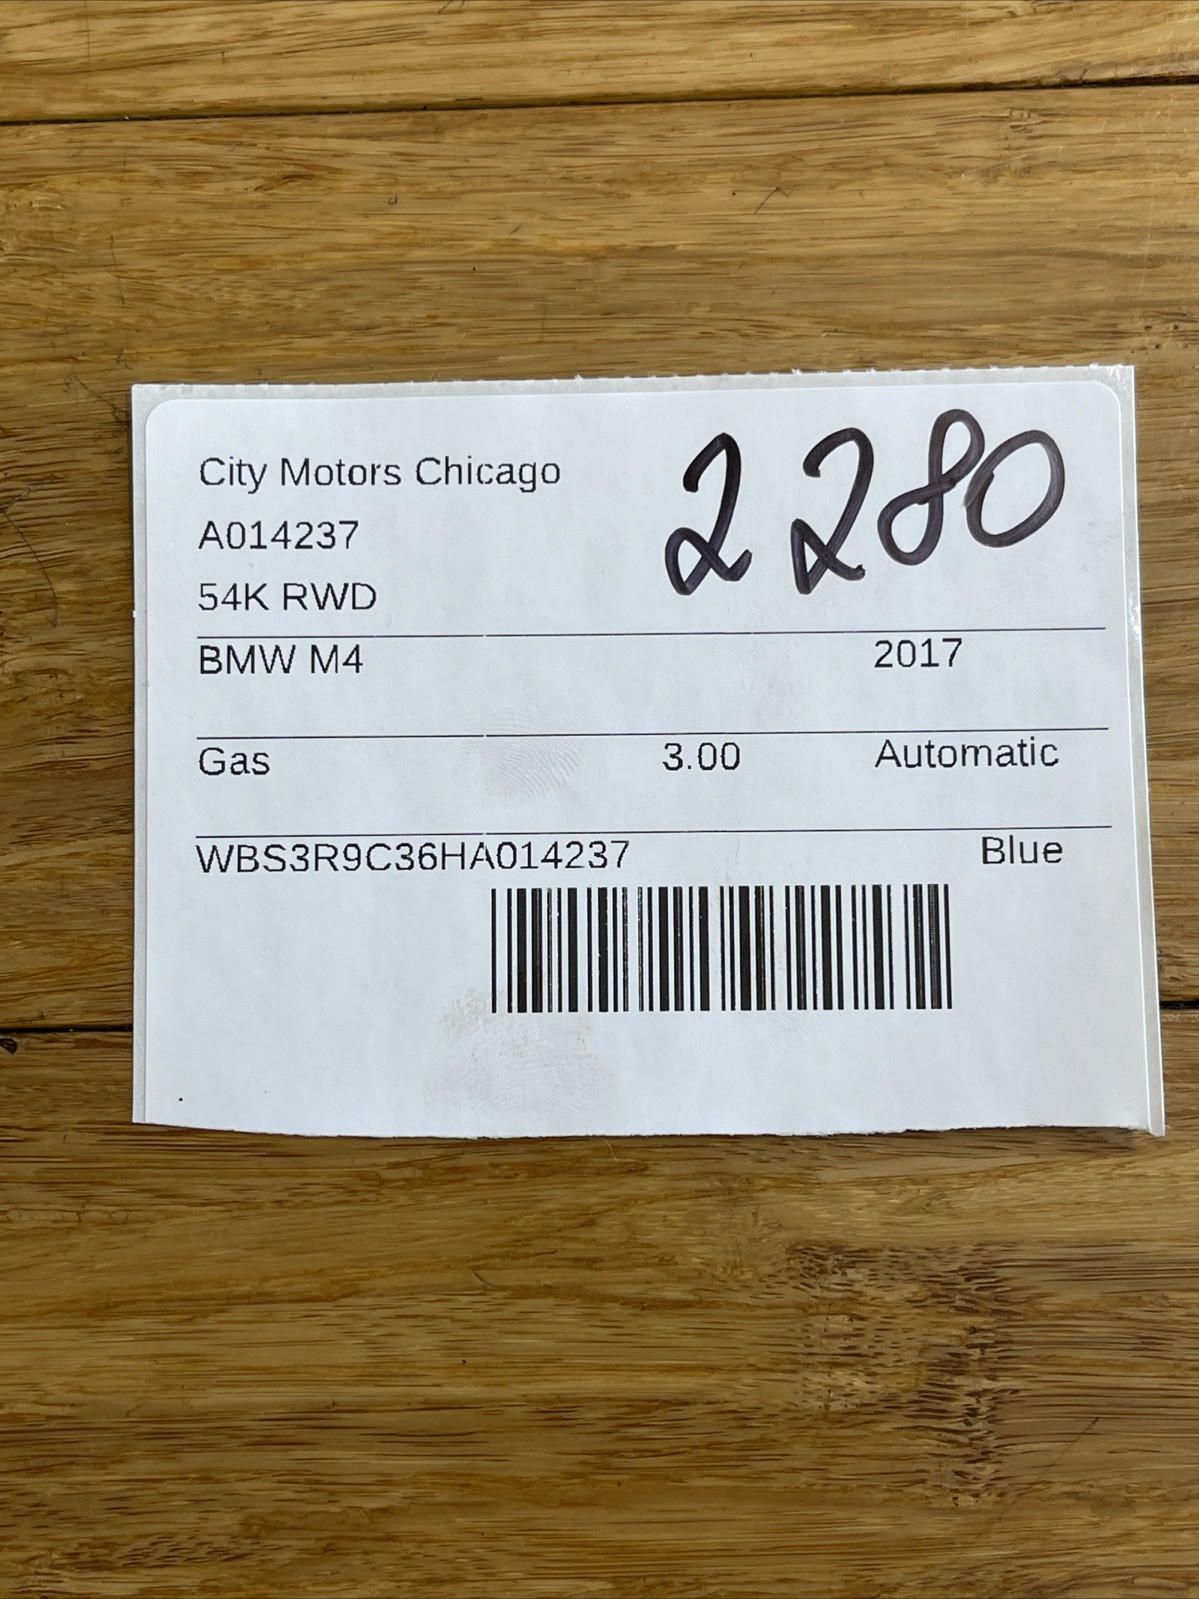 City Motors Chicago
2280
A014237
54K RWD
BMW M4 2017
Gas 3.00 Automatic
WBS3R9C36HA014237 Blue